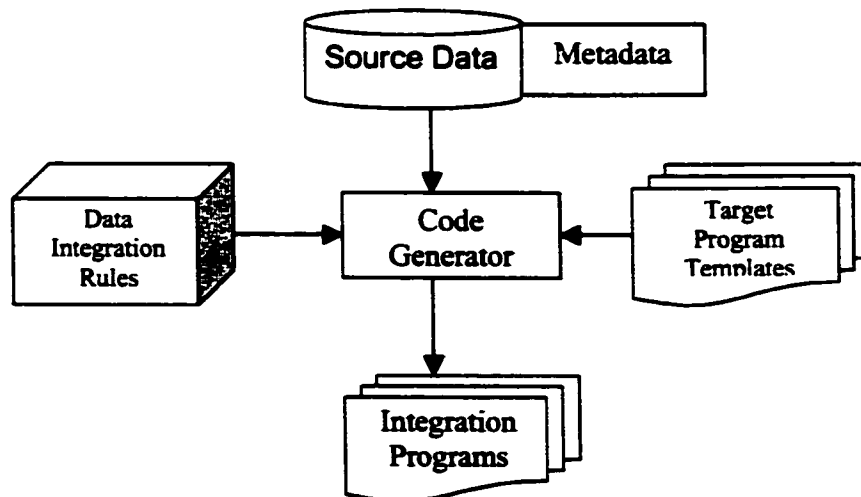 Source Data
Metadata
Data
Integration
Rules
Code
Generator
Target
Program
Templates
Integration
Programs